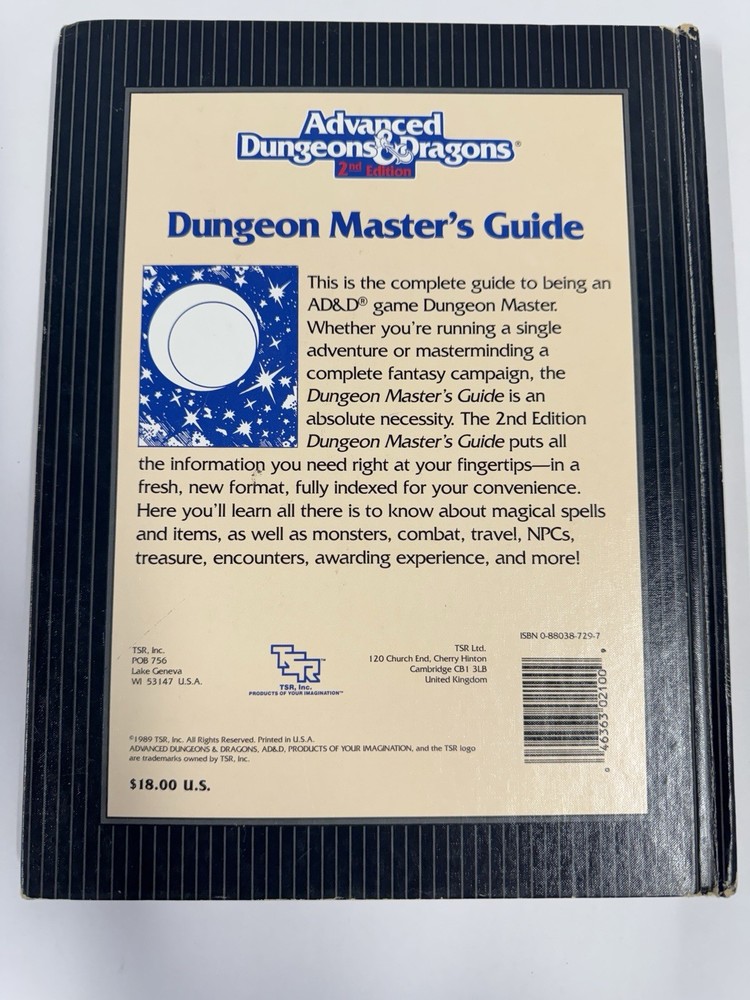 Advanced
Dungeons & Dragons®
2nd Edition
Dungeon Master's Guide
This is the complete guide to being an
AD&D® game Dungeon Master.
Whether you're running a single
adventure or masterminding a
complete fantasy campaign, the
Dungeon Master's Guide is an
absolute necessity. The 2nd Edition
Dungeon Master's Guide puts all
the information you need right at your fingertips—in a
fresh, new format, fully indexed for your convenience.
Here you'll learn all there is to know about magical spells
and items, as well as monsters, combat, travel, NPCs,
treasure, encounters, awarding experience, and more!
TSR, Inc.
POB 756
Lake Geneva
WI 53147 U.S.A.
TSR™
TSR, Inc.
PRODUCTS OF YOUR IMAGINATION™
TSR Ltd.
120 Church End, Cherry Hinton
Cambridge CB1 3LB
United Kingdom
ISBN 0-88038-729-7
0 46363 02100 9
©1989 TSR, Inc. All Rights Reserved. Printed in U.S.A.
ADVANCED DUNGEONS & DRAGONS, AD&D, PRODUCTS OF YOUR IMAGINATION, and the TSR logo
are trademarks owned by TSR, Inc.
$18.00 U.S.